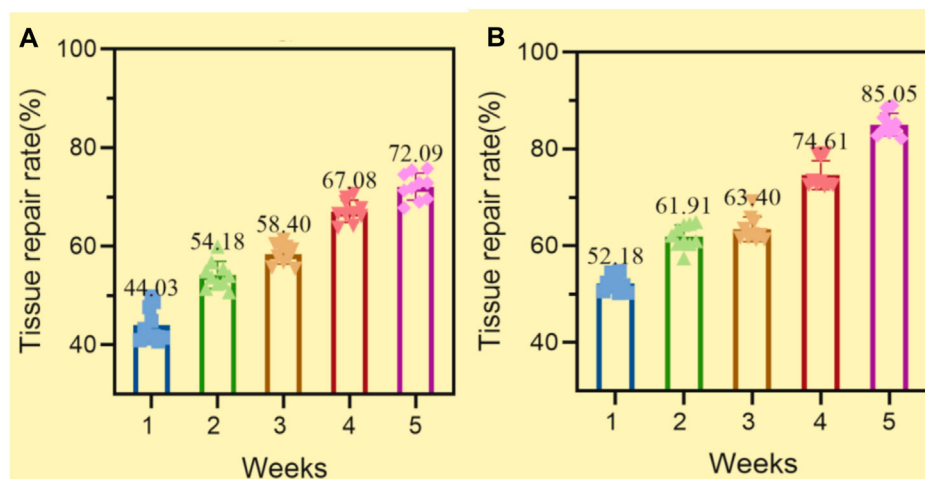 A
Tissue repair rate(%)
100
80
60
40
44.03
54.18
58.40
67.08
72.09
1 2 3 4 5
Weeks
B
Tissue repair rate(%)
100
80
60
40
52.18
61.91
63.40
74.61
85.05
1 2 3 4 5
Weeks